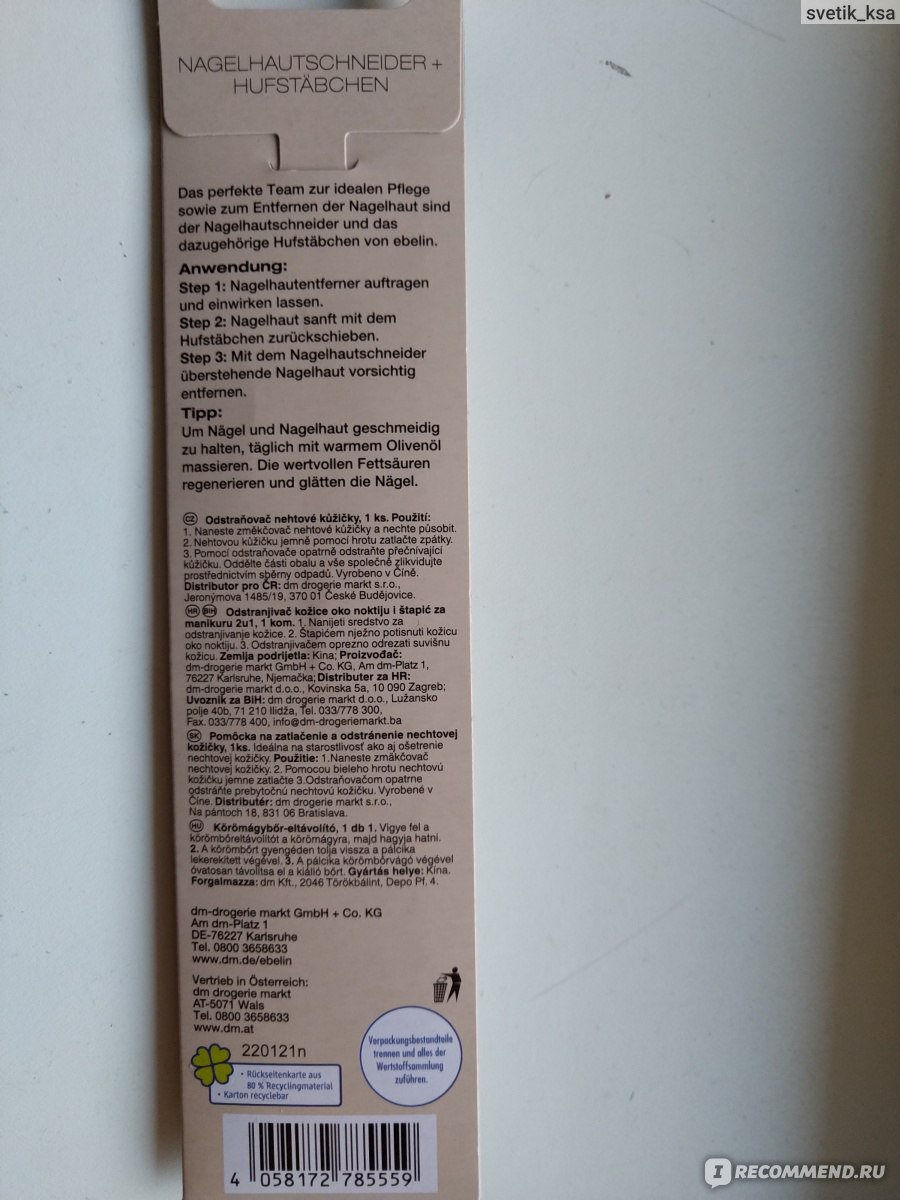 svetik_ksa
NAGELHAUTSCHNEIDER +
HUFSTÄBCHEN
Das perfekte Team zur idealen Pflege
sowie zum Entfernen der Nagelhaut sind
der Nagelhautschneider und das
dazugehörige Hufstäbchen von ebelin.
Anwendung:
Step 1: Nagelhautentferner auftragen
und einwirken lassen.
Step 2: Nagelhaut sanft mit dem
Hufstäbchen zurückschieben.
Step 3: Mit dem Nagelhautschneider
überstehende Nagelhaut vorsichtig
entfernen.
Tipp:
Um Nägel und Nagelhaut geschmeidig
zu halten, täglich mit warmem Olivenöl
massieren. Die wertvollen Fettsäuren
regenerieren und glätten die Nägel.
CZ Odstraňovač nehtové kůžičky, 1 ks. Použití:
1. Naneste změkčovač nehtové kůžičky a nechte působit.
2. Nehtovou kůžičku jemně pomocí hrotu zatlačte zpátky.
3. Pomocí odstraňovače opatrně odstraňte přečnívající
kůžičku. Oddělte části obalu a vše společně zlikvidujte
prostřednictvím sběrny odpadů. Vyrobeno v Číně.
Distributor pro ČR: dm drogerie markt s.r.o.,
Jeronýmova 1485/19, 370 01 České Budějovice.
HR BIH Odstranjivač kožice oko noktiju i štapić za
manikuru 2u1, 1 kom. 1. Nanijeti sredstvo za
odstranjivanje kožice. 2. Štapićem nježno potisnuti kožicu
oko noktiju. 3. Odstranjivačem oprezno odrezati suvišnu
kožicu. Zemlja podrijetla: Kina; Proizvođač:
dm-drogerie markt GmbH + Co. KG, Am dm-Platz 1,
76227 Karlsruhe, Njemačka; Distributer za HR:
dm-drogerie markt d.o.o., Kovinska 5a, 10 090 Zagreb;
Uvoznik za BiH: dm drogerie markt d.o.o., Lužansko
polje 40b, 71 210 Ilidža, Tel. 033/778 300,
Fax. 033/778 400, info@dm-drogeriemarkt.ba
SK Pomôcka na zatlačenie a odstránenie nechtovej
kožičky, 1ks. Ideálna na starostlivosť ako aj ošetrenie
nechtovej kožičky. Použitie: 1.Naneste zmäkčovač
nechtovej kožičky. 2. Pomocou bieleho hrotu nechtovú
kožičku jemne zatlačte 3.Odstraňovačom opatrne
odstráňte prebytočnú nechtovú kožičku. Vyrobené v
Číne. Distribútér: dm drogerie markt s.r.o.,
Na pántoch 18, 831 06 Bratislava.
HU Körömágybőr-eltávolító, 1 db 1. Vigye fel a
körömbőreltávolítót a körömágyra, majd hagyja hatni.
2. A körömbőrt gyengéden tolja vissza a pálcika
lekerekített végével. 3. A pálcika körömbőrvágó végével
óvatosan távolítsa el a kiálló bőrt. Gyártás helye: Kína.
Forgalmazza: dm Kft., 2046 Törökbálint, Depo Pf. 4.
dm-drogerie markt GmbH + Co. KG
Am dm-Platz 1
DE-76227 Karlsruhe
Tel. 0800 3658633
www.dm.de/ebelin
Vertrieb in Österreich:
dm drogerie markt
AT-5071 Wals
Tel. 0800 3658633
www.dm.at
220121n
• Rückseitenkarte aus
80 % Recyclingmaterial
• Karton recyclebar
Verpackungsbestandteile
trennen und alles der
Wertstoffsammlung
zuführen.
4 058172 785559
IRECOMMEND.RU